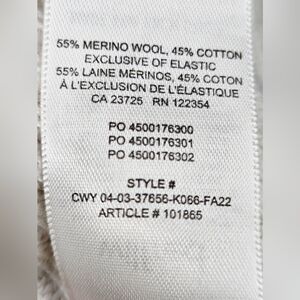 55% MERINO WOOL, 45% COTTON
EXCLUSIVE OF ELASTIC
55% LAINE MÉRINOS, 45% COTON
À L'EXCLUSION DE L'ÉLASTIQUE
CA 23725 RN 122354
PO 4500176300
PO 4500176301
PO 4500176302
STYLE #
CWY 04-03-37656-K066-FA22
ARTICLE # 101865